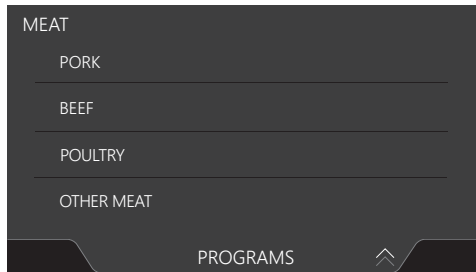 MEAT
PORK
BEEF
POULTRY
OTHER MEAT
PROGRAMS